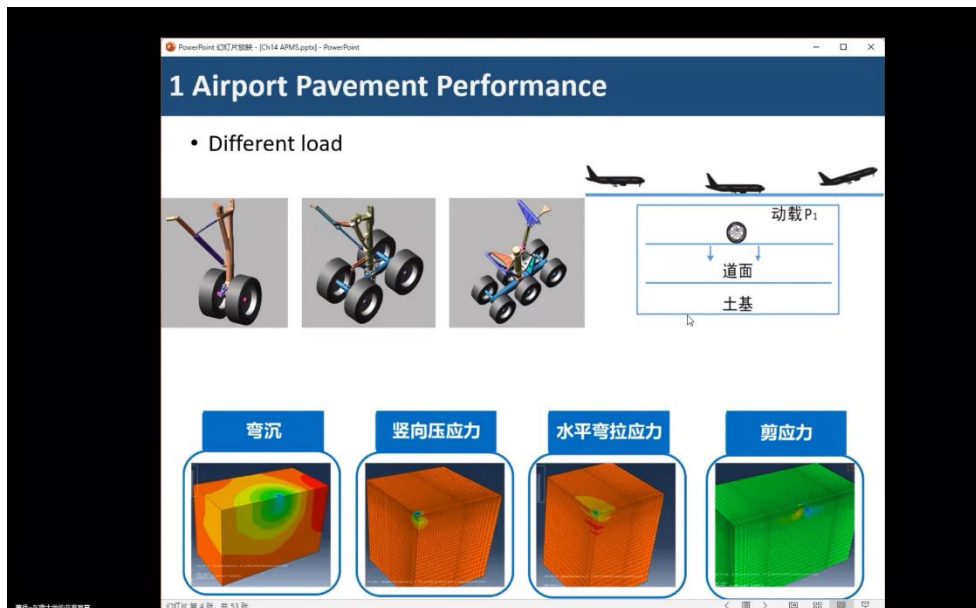 PowerPoint 幻灯片放映 - [Ch14 APMS.pptx] - PowerPoint
1 Airport Pavement Performance
• Different load
动载 P₁
道面
土基
弯沉
竖向压应力
水平弯拉应力
剪应力
幻灯片 第 4 张, 共 53 张